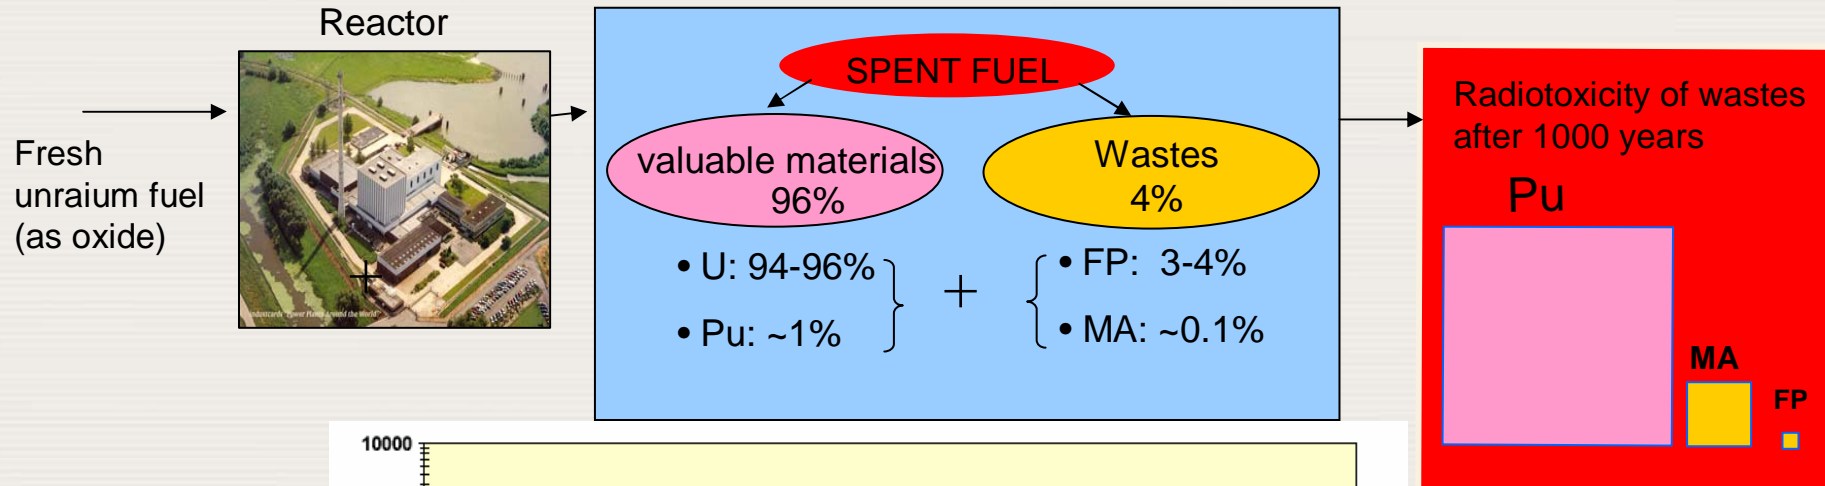 Reactor
Fresh
unraium fuel
(as oxide)
SPENT FUEL
valuable materials
96%
Wastes
4%
• U: 94-96%
• Pu: ~1%
+
• FP:  3-4%
• MA: ~0.1%
Radiotoxicity of wastes
after 1000 years
Pu
MA
FP
10000